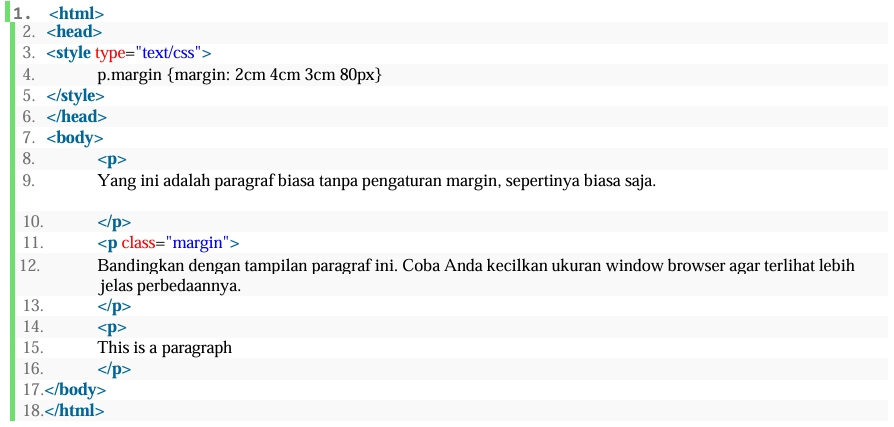 1. <html>
2. <head>
3. <style type="text/css">
4. p.margin {margin: 2cm 4cm 3cm 80px}
5. </style>
6. </head>
7. <body>
8. <p>
9. Yang ini adalah paragraf biasa tanpa pengaturan margin, sepertinya biasa saja.
10. </p>
11. <p class="margin">
12. Bandingkan dengan tampilan paragraf ini. Coba Anda kecilkan ukuran window browser agar terlihat lebih
jelas perbedaannya.
13. </p>
14. <p>
15. This is a paragraph
16. </p>
17.</body>
18.</html>